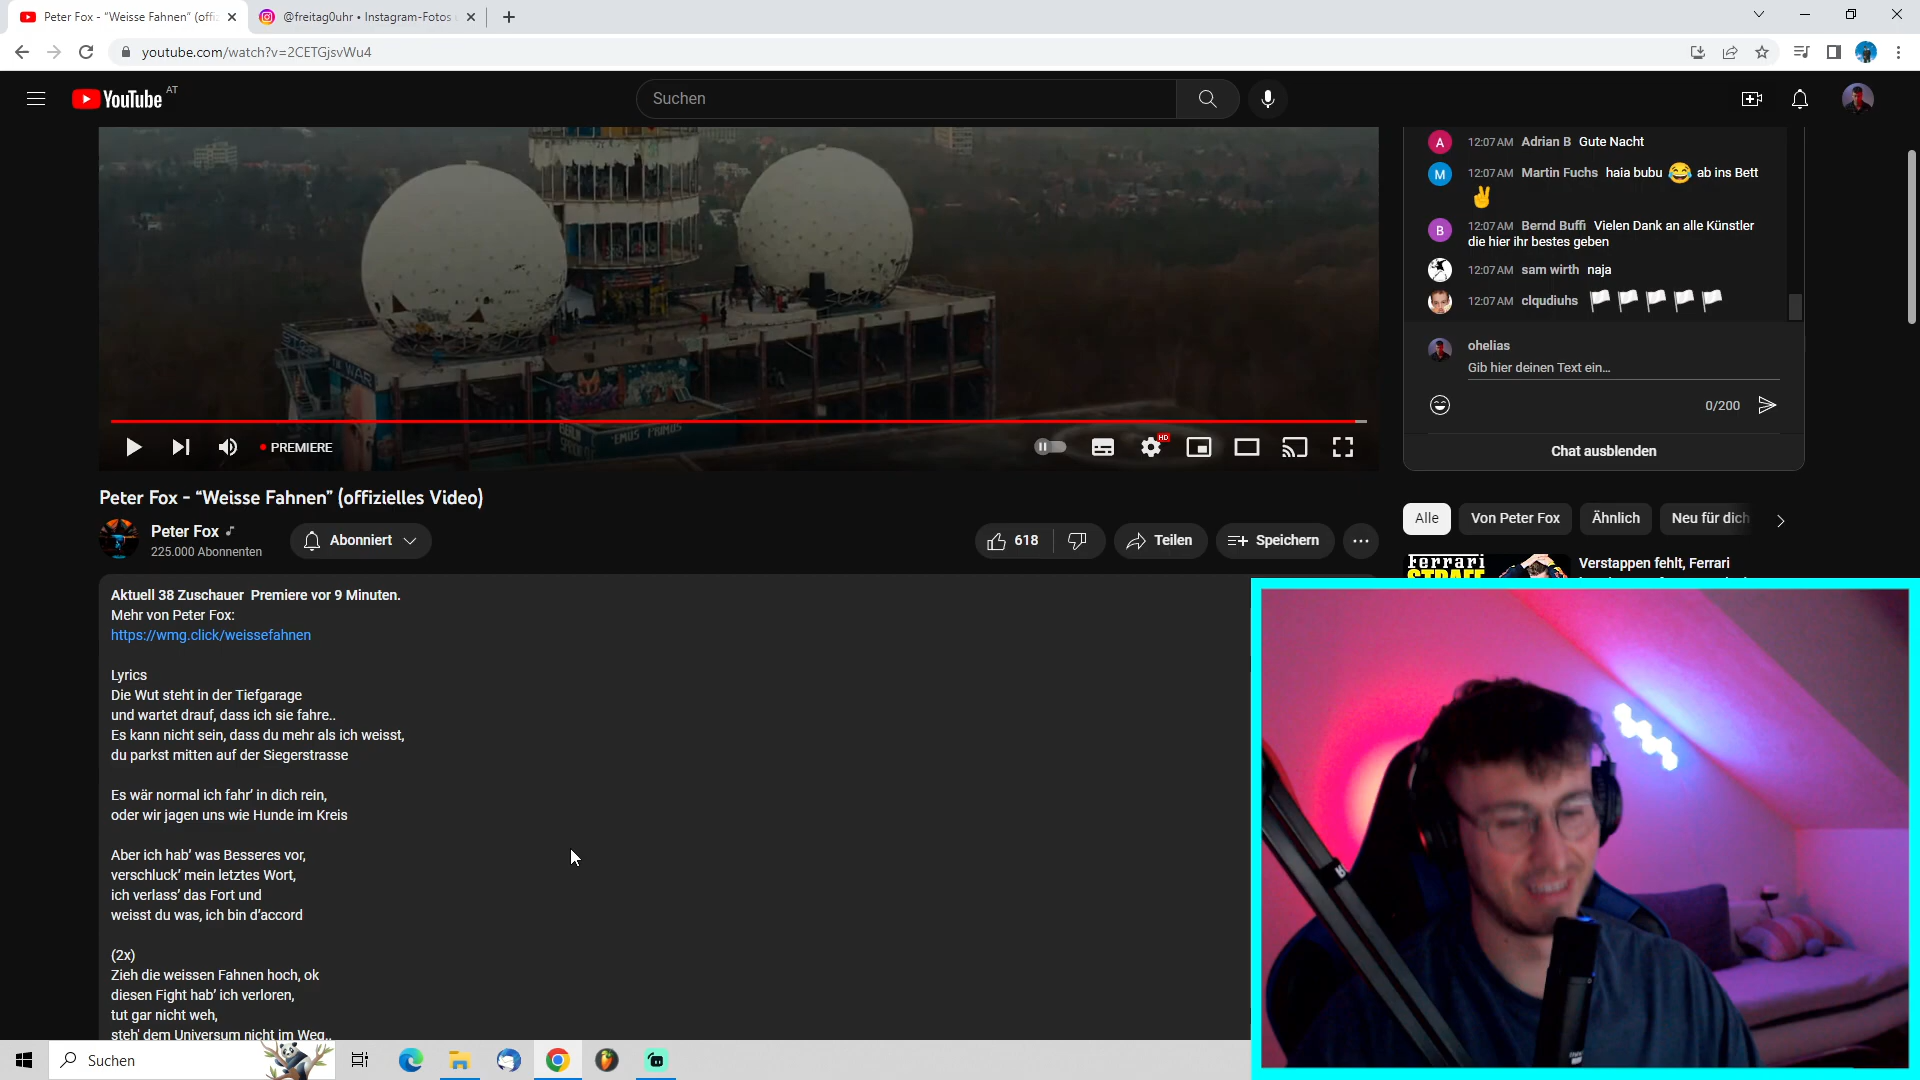 Peter Fox - “Weisse Fahnen” (offi
@freitag0uhr • Instagram-Fotos
youtube.com/watch?v=2CETGjsvWu4
YouTube AT
Suchen
12:07 AM Adrian B Gute Nacht
12:07 AM Martin Fuchs haia bubu 😂 ab ins Bett
✌
12:07 AM Bernd Buffi Vielen Dank an alle Künstler
die hier ihr bestes geben
12:07 AM sam wirth naja
12:07 AM clqudiuhs 🏳🏳🏳🏳🏳
ohelias
Gib hier deinen Text ein...
0/200
Chat ausblenden
PREMIERE
HD
Peter Fox - “Weisse Fahnen” (offizielles Video)
Peter Fox
225.000 Abonnenten
Abonniert
618
Teilen
Speichern
Alle
Von Peter Fox
Ähnlich
Neu für dich
Verstappen fehlt, Ferrari
Ferrari
Aktuell 38 Zuschauer Premiere vor 9 Minuten.
Mehr von Peter Fox:
https://wmg.click/weissefahnen
Lyrics
Die Wut steht in der Tiefgarage
und wartet drauf, dass ich sie fahre..
Es kann nicht sein, dass du mehr als ich weisst,
du parkst mitten auf der Siegerstrasse
Es wär normal ich fahr’ in dich rein,
oder wir jagen uns wie Hunde im Kreis
Aber ich hab’ was Besseres vor,
verschluck’ mein letztes Wort,
ich verlass’ das Fort und
weisst du was, ich bin d’accord
(2x)
Zieh die weissen Fahnen hoch, ok
diesen Fight hab’ ich verloren,
tut gar nicht weh,
steh' dem Universum nicht im Weg..
Suchen